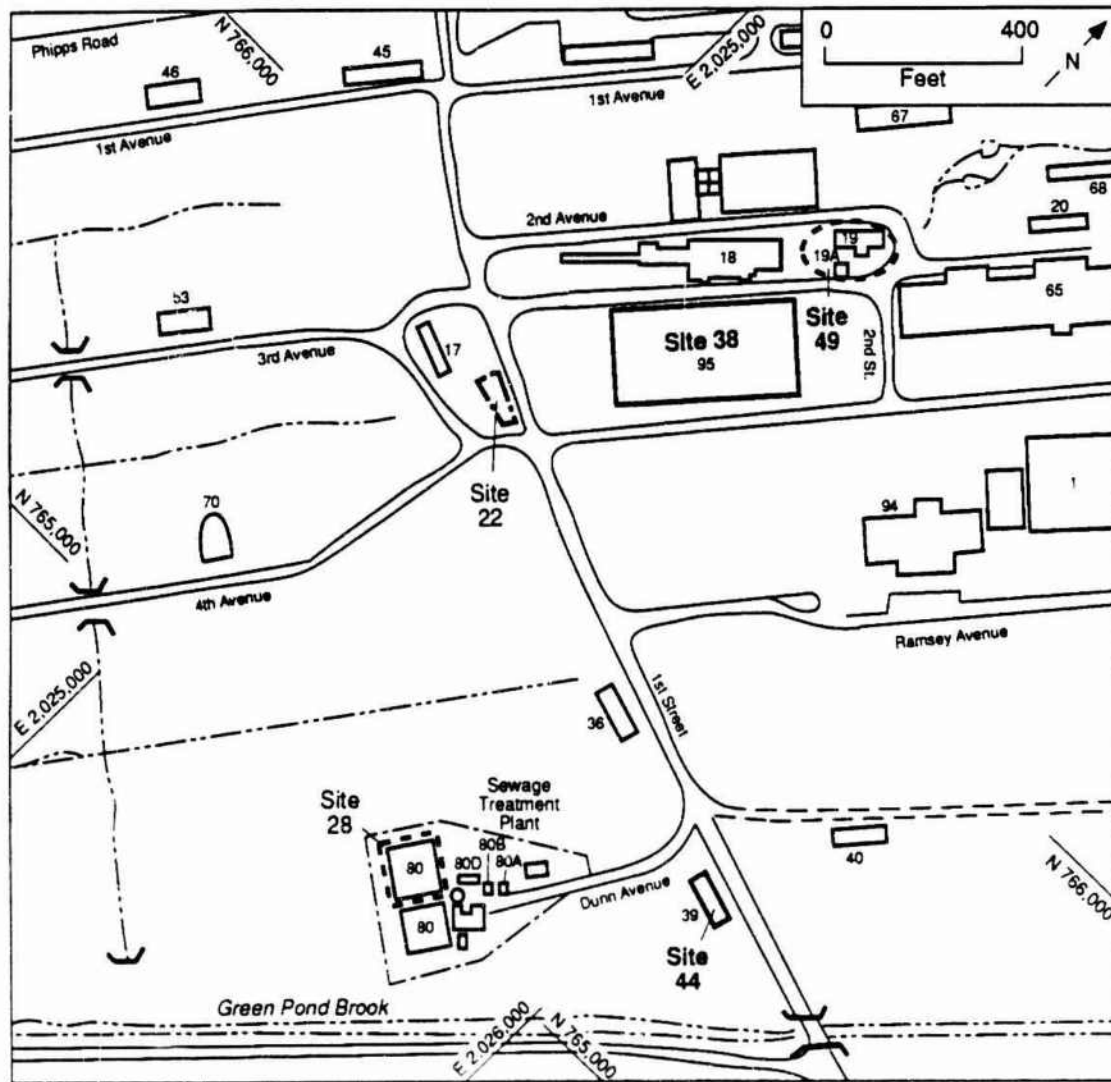 Phipps Road
N 766,000
45
46
E 2,025,000
0 400
Feet
N
1st Avenue
1st Avenue
67
68
20
2nd Avenue
19
18
19A
65
53
Site 38
95
Site
49
2nd St.
17
3rd Avenue
Site
22
1
94
70
N 765,000
4th Avenue
Ramsey Avenue
E 2,025,000
1st Street
36
Sewage
Treatment
Plant
Site
28
80B
80D
80A
80
40
N 766,000
Dunn Avenue
80
39
Site
44
Green Pond Brook
E 2,026,000
N 765,000